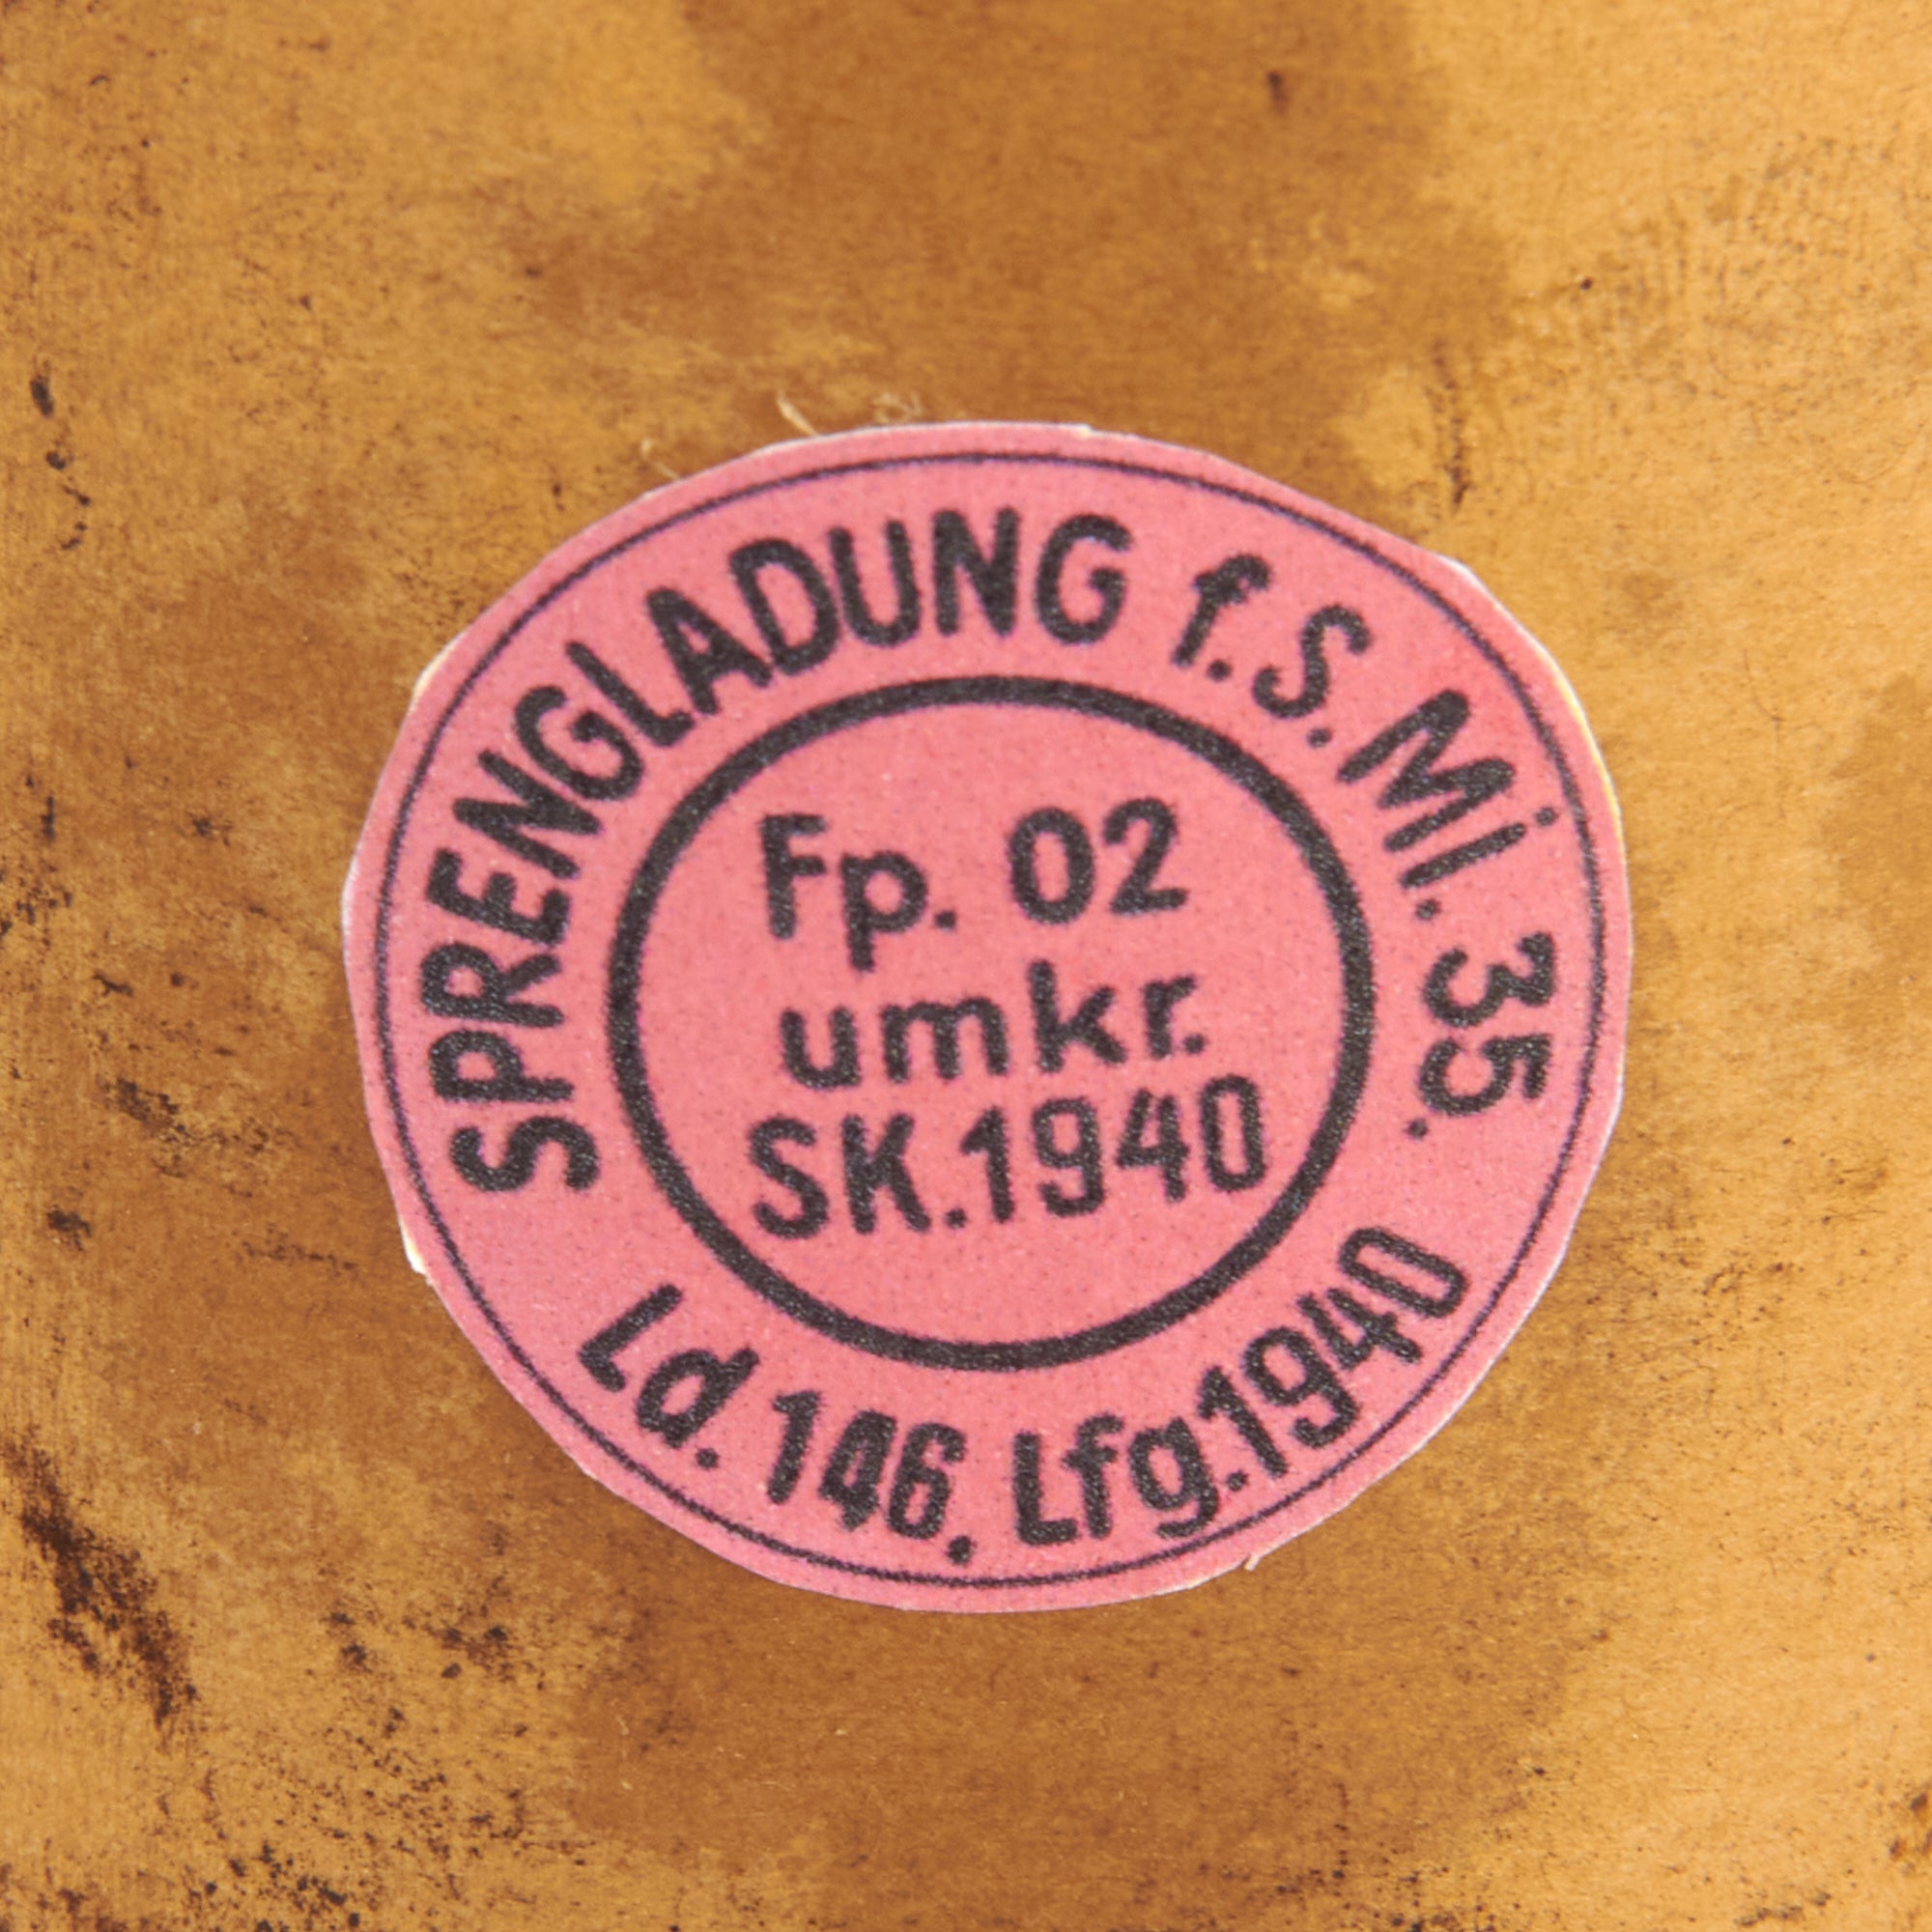 SPRENGLADUNG f.S.Mi. 35.
Fp. 02
umkr.
SK.1940
Ld. 146, Lfg.1940